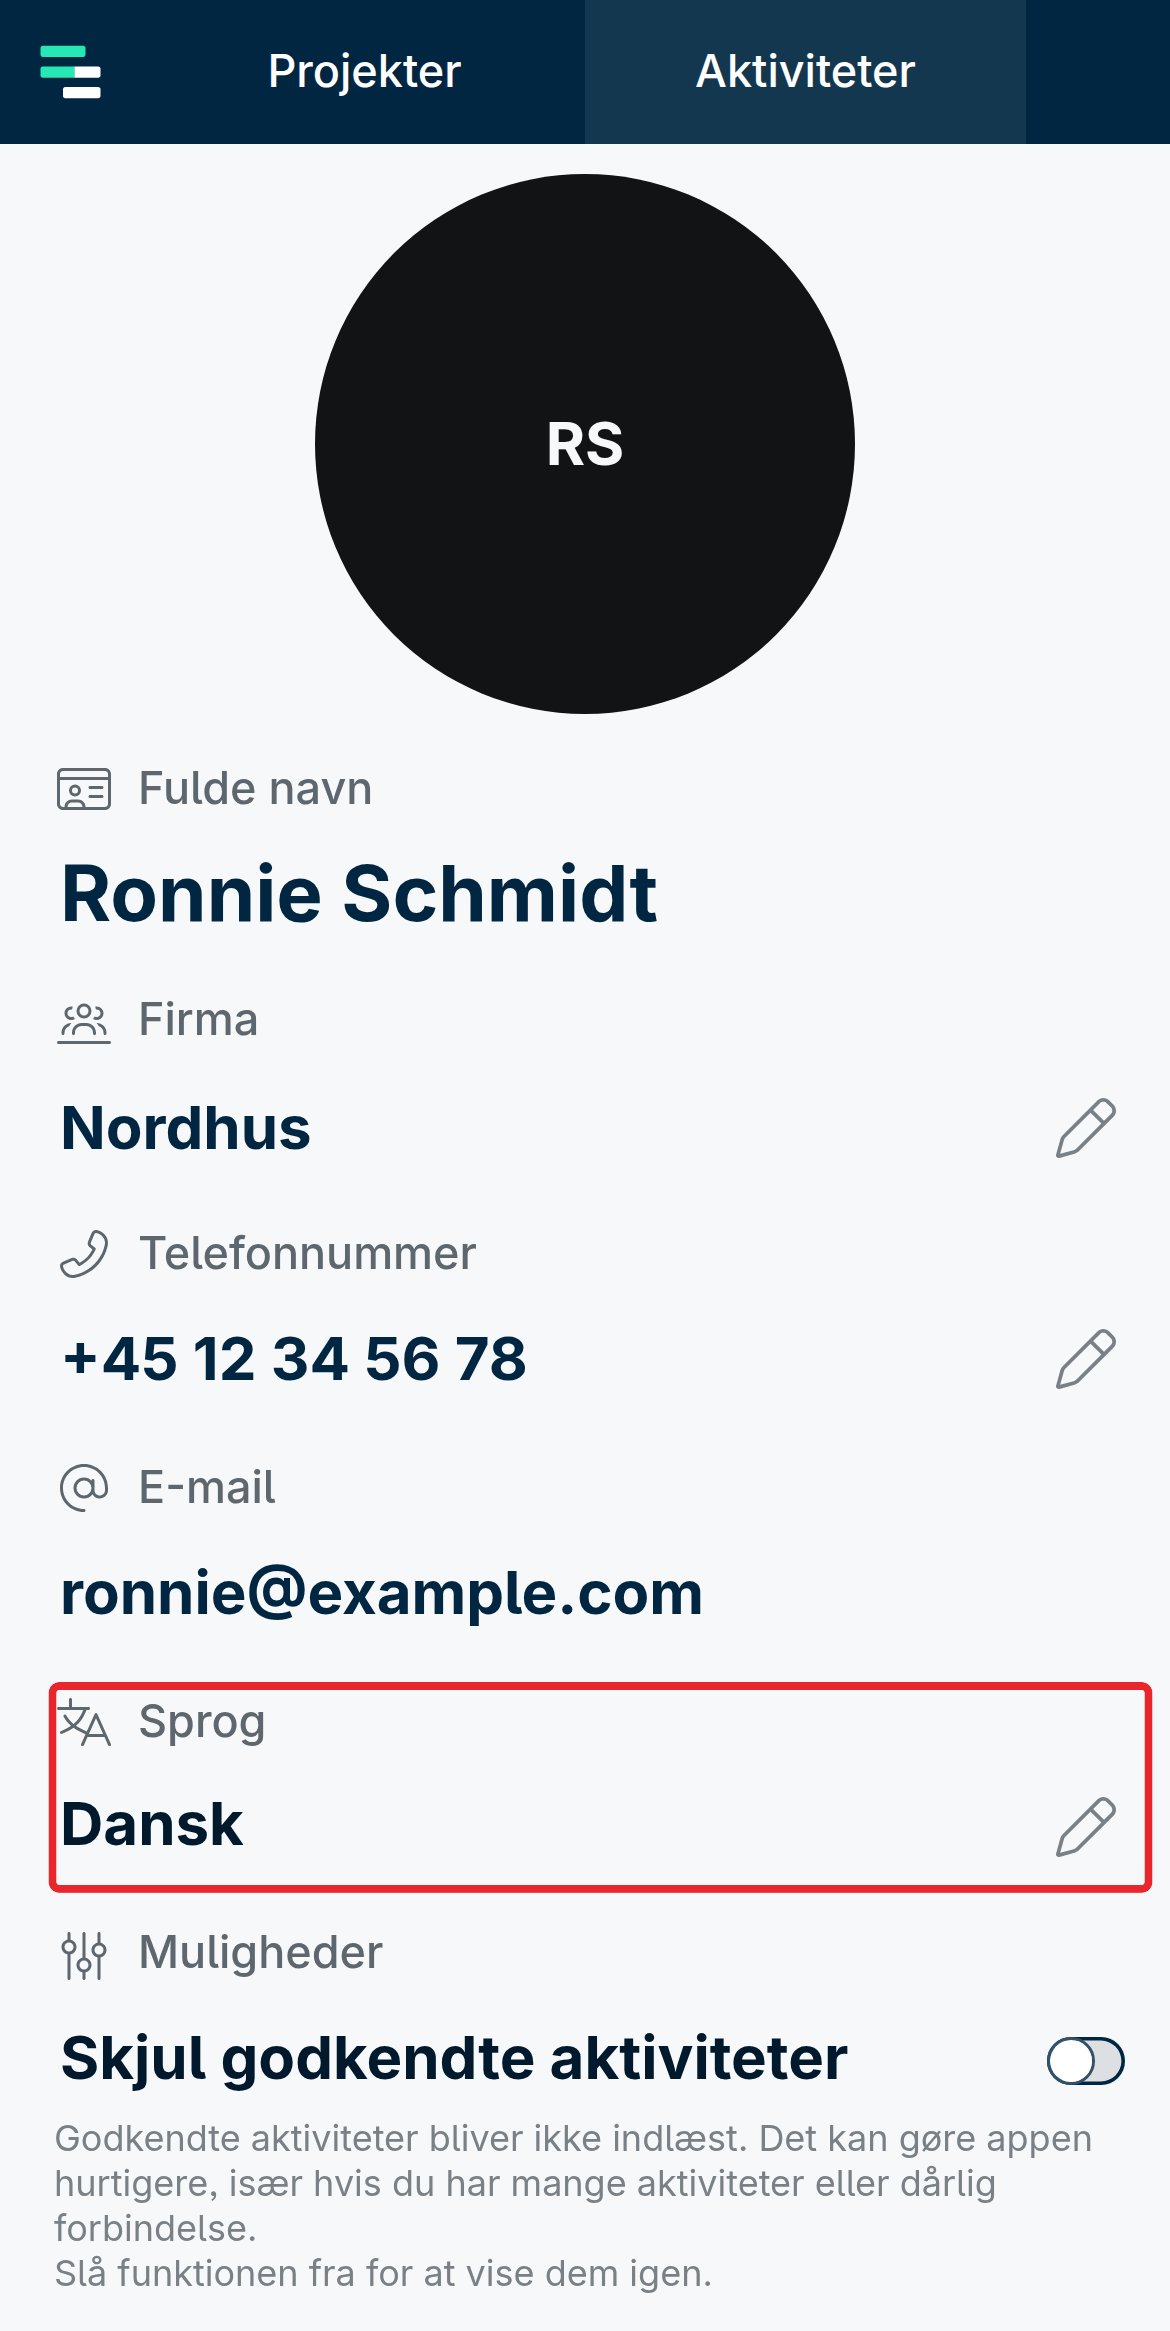 Projekter
Aktiviteter
RS
Fulde navn
Ronnie Schmidt
Firma
Nordhus
Telefonnummer
+45 12 34 56 78
E-mail
ronnie@example.com
Sprog
Dansk
Muligheder
Skjul godkendte aktiviteter
Godkendte aktiviteter bliver ikke indlæst. Det kan gøre appen
hurtigere, især hvis du har mange aktiviteter eller dårlig
forbindelse.
Slå funktionen fra for at vise dem igen.